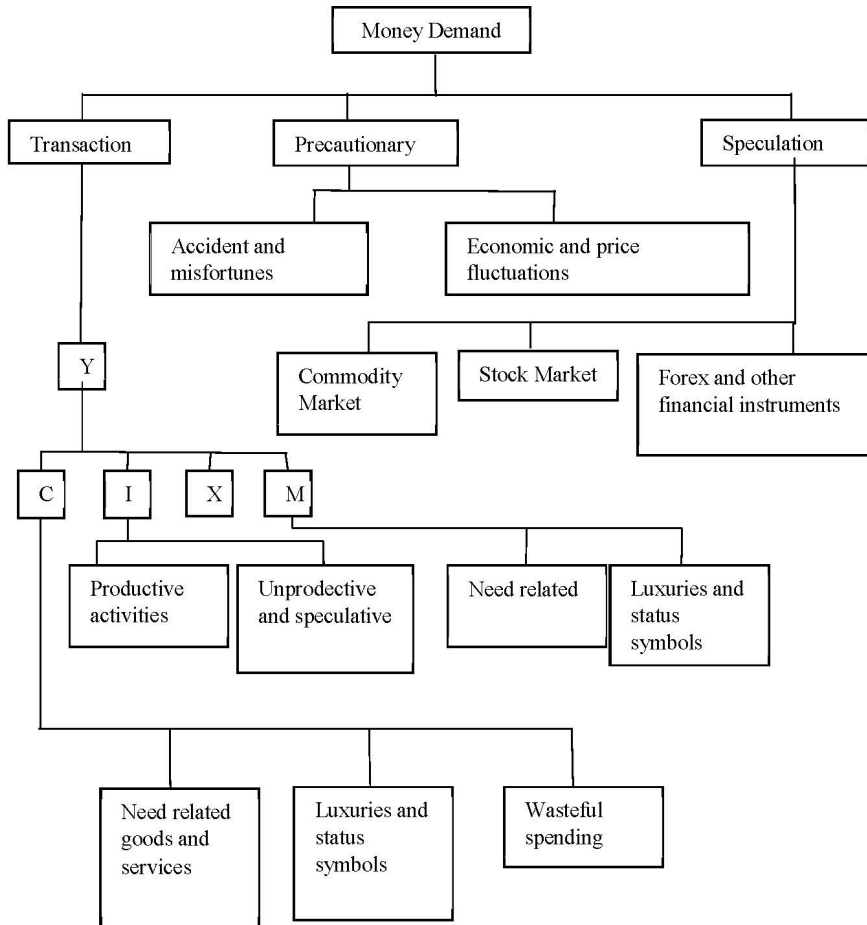 Money Demand
Transaction
Precautionary
Speculation
Accident and
misfortunes
Economic and price
fluctuations
Y
Commodity
Market
Stock Market
Forex and other
financial instruments
C
I
X
M
Productive
activities
Unprodective
and speculative
Need related
Luxuries and
status
symbols
Need related
goods and
services
Luxuries and
status
symbols
Wasteful
spending